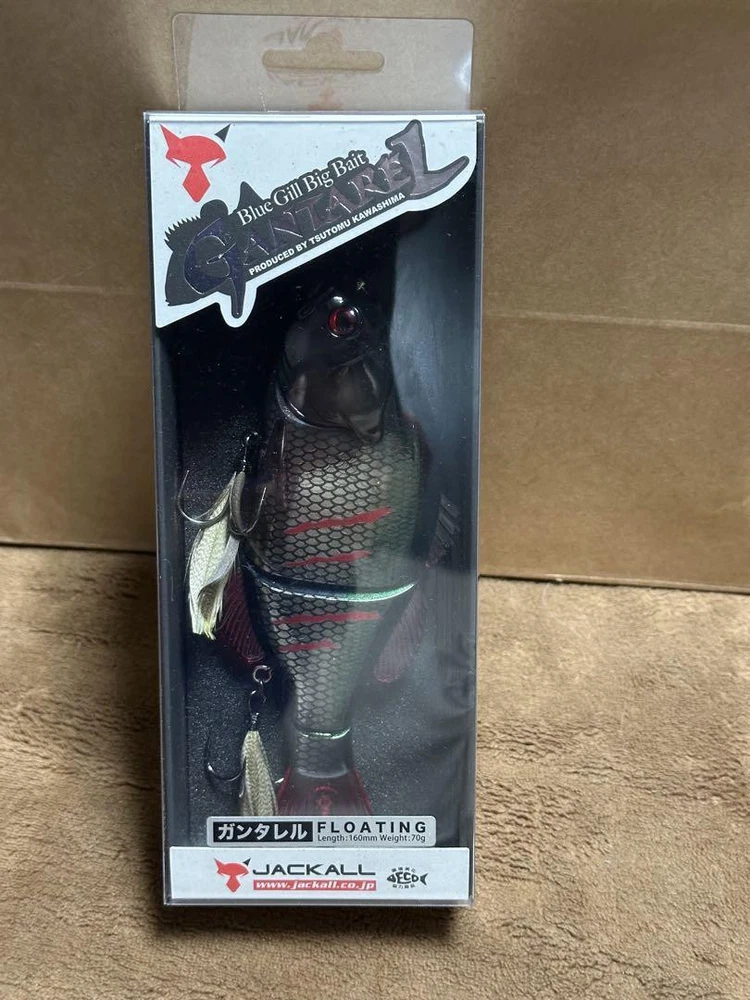 Blue Gill Big Bait
GANTAREL
PRODUCED BY TSUTOMU KAWASHIMA
ガンタレル FLOATING
Length:160mm Weight:70g
JACKALL
www.jackall.co.jp
ECO